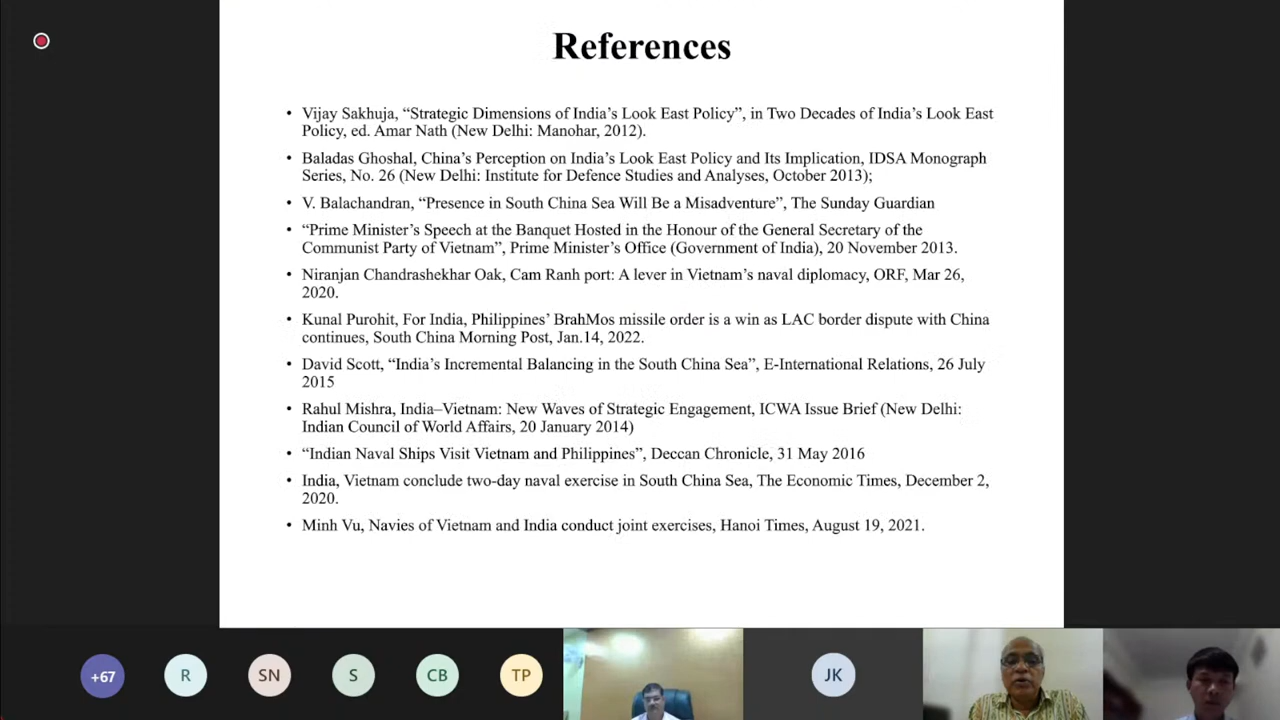 References
• Vijay Sakhuja, “Strategic Dimensions of India’s Look East Policy”, in Two Decades of India’s Look East
Policy, ed. Amar Nath (New Delhi: Manohar, 2012).
• Baladas Ghoshal, China’s Perception on India’s Look East Policy and Its Implication, IDSA Monograph
Series, No. 26 (New Delhi: Institute for Defence Studies and Analyses, October 2013);
• V. Balachandran, “Presence in South China Sea Will Be a Misadventure”, The Sunday Guardian
• “Prime Minister’s Speech at the Banquet Hosted in the Honour of the General Secretary of the
Communist Party of Vietnam”, Prime Minister’s Office (Government of India), 20 November 2013.
• Niranjan Chandrashekhar Oak, Cam Ranh port: A lever in Vietnam’s naval diplomacy, ORF, Mar 26,
2020.
• Kunal Purohit, For India, Philippines’ BrahMos missile order is a win as LAC border dispute with China
continues, South China Morning Post, Jan.14, 2022.
• David Scott, “India’s Incremental Balancing in the South China Sea”, E-International Relations, 26 July
2015
• Rahul Mishra, India–Vietnam: New Waves of Strategic Engagement, ICWA Issue Brief (New Delhi:
Indian Council of World Affairs, 20 January 2014)
• “Indian Naval Ships Visit Vietnam and Philippines”, Deccan Chronicle, 31 May 2016
• India, Vietnam conclude two-day naval exercise in South China Sea, The Economic Times, December 2,
2020.
• Minh Vu, Navies of Vietnam and India conduct joint exercises, Hanoi Times, August 19, 2021.
+67 R SN S CB TP JK